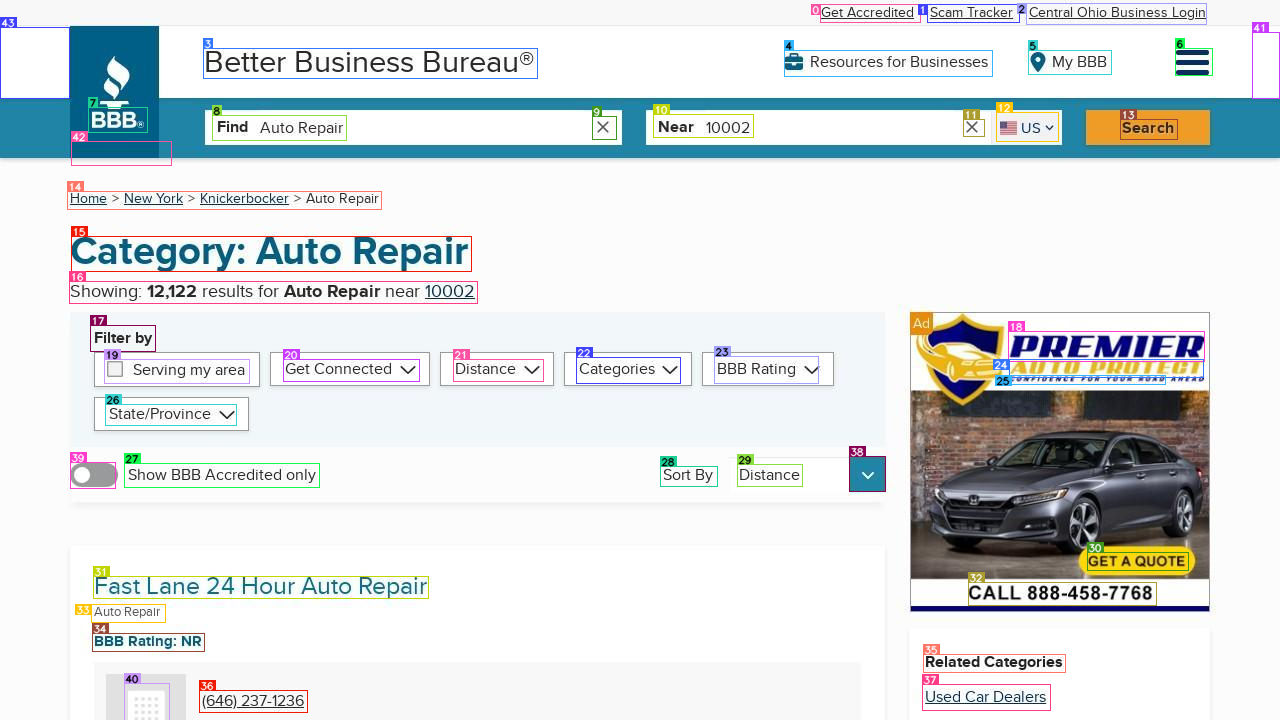 Get Accredited
Scam Tracker
Central Ohio Business Login
Better Business Bureau®
Resources for Businesses
My BBB
BBB®
Find Auto Repair
Near 10002
US
Search
Home > New York > Knickerbocker > Auto Repair
Category: Auto Repair
Showing: 12,122 results for Auto Repair near 10002
Filter by
Serving my area
Get Connected
Distance
Categories
BBB Rating
State/Province
Show BBB Accredited only
Sort By
Distance
Ad
PREMIER
AUTO PROTECT
CONFIDENCE FOR YOUR ROAD AHEAD
GET A QUOTE
CALL 888-458-7768
Fast Lane 24 Hour Auto Repair
Auto Repair
BBB Rating: NR
(646) 237-1236
Related Categories
Used Car Dealers
0
1
2
3
4
5
6
7
8
9
10
11
12
13
14
15
16
17
18
19
20
21
22
23
24
25
26
27
28
29
30
31
32
33
34
35
36
37
38
39
40
41
42
43